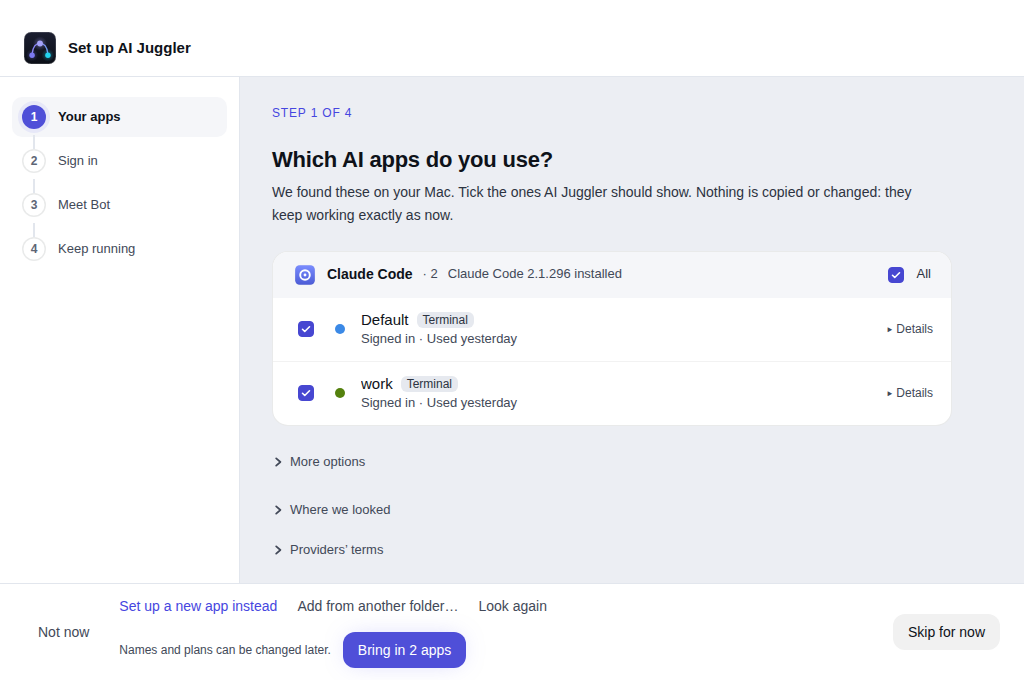 Set up AI Juggler
1 Your apps
2 Sign in
3 Meet Bot
4 Keep running
STEP 1 OF 4
Which AI apps do you use?
We found these on your Mac. Tick the ones AI Juggler should show. Nothing is copied or changed: they
keep working exactly as now.
Claude Code · 2 Claude Code 2.1.296 installed All
Default Terminal
Signed in · Used yesterday
▸ Details
work Terminal
Signed in · Used yesterday
▸ Details
More options
Where we looked
Providers’ terms
Not now
Set up a new app instead Add from another folder… Look again
Names and plans can be changed later. Bring in 2 apps
Skip for now